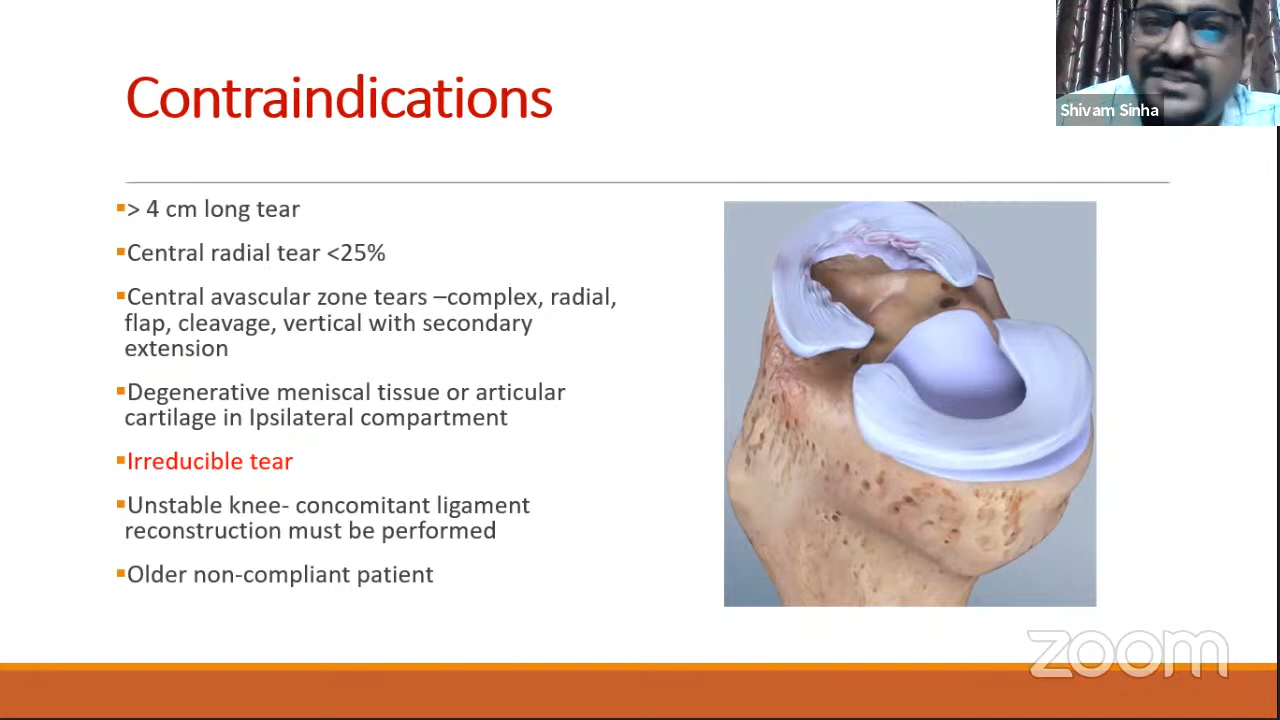 Contraindications
Shivam Sinha
▪> 4 cm long tear
▪Central radial tear <25%
▪Central avascular zone tears –complex, radial,
flap, cleavage, vertical with secondary
extension
▪Degenerative meniscal tissue or articular
cartilage in Ipsilateral compartment
▪Irreducible tear
▪Unstable knee- concomitant ligament
reconstruction must be performed
▪Older non-compliant patient
zoom